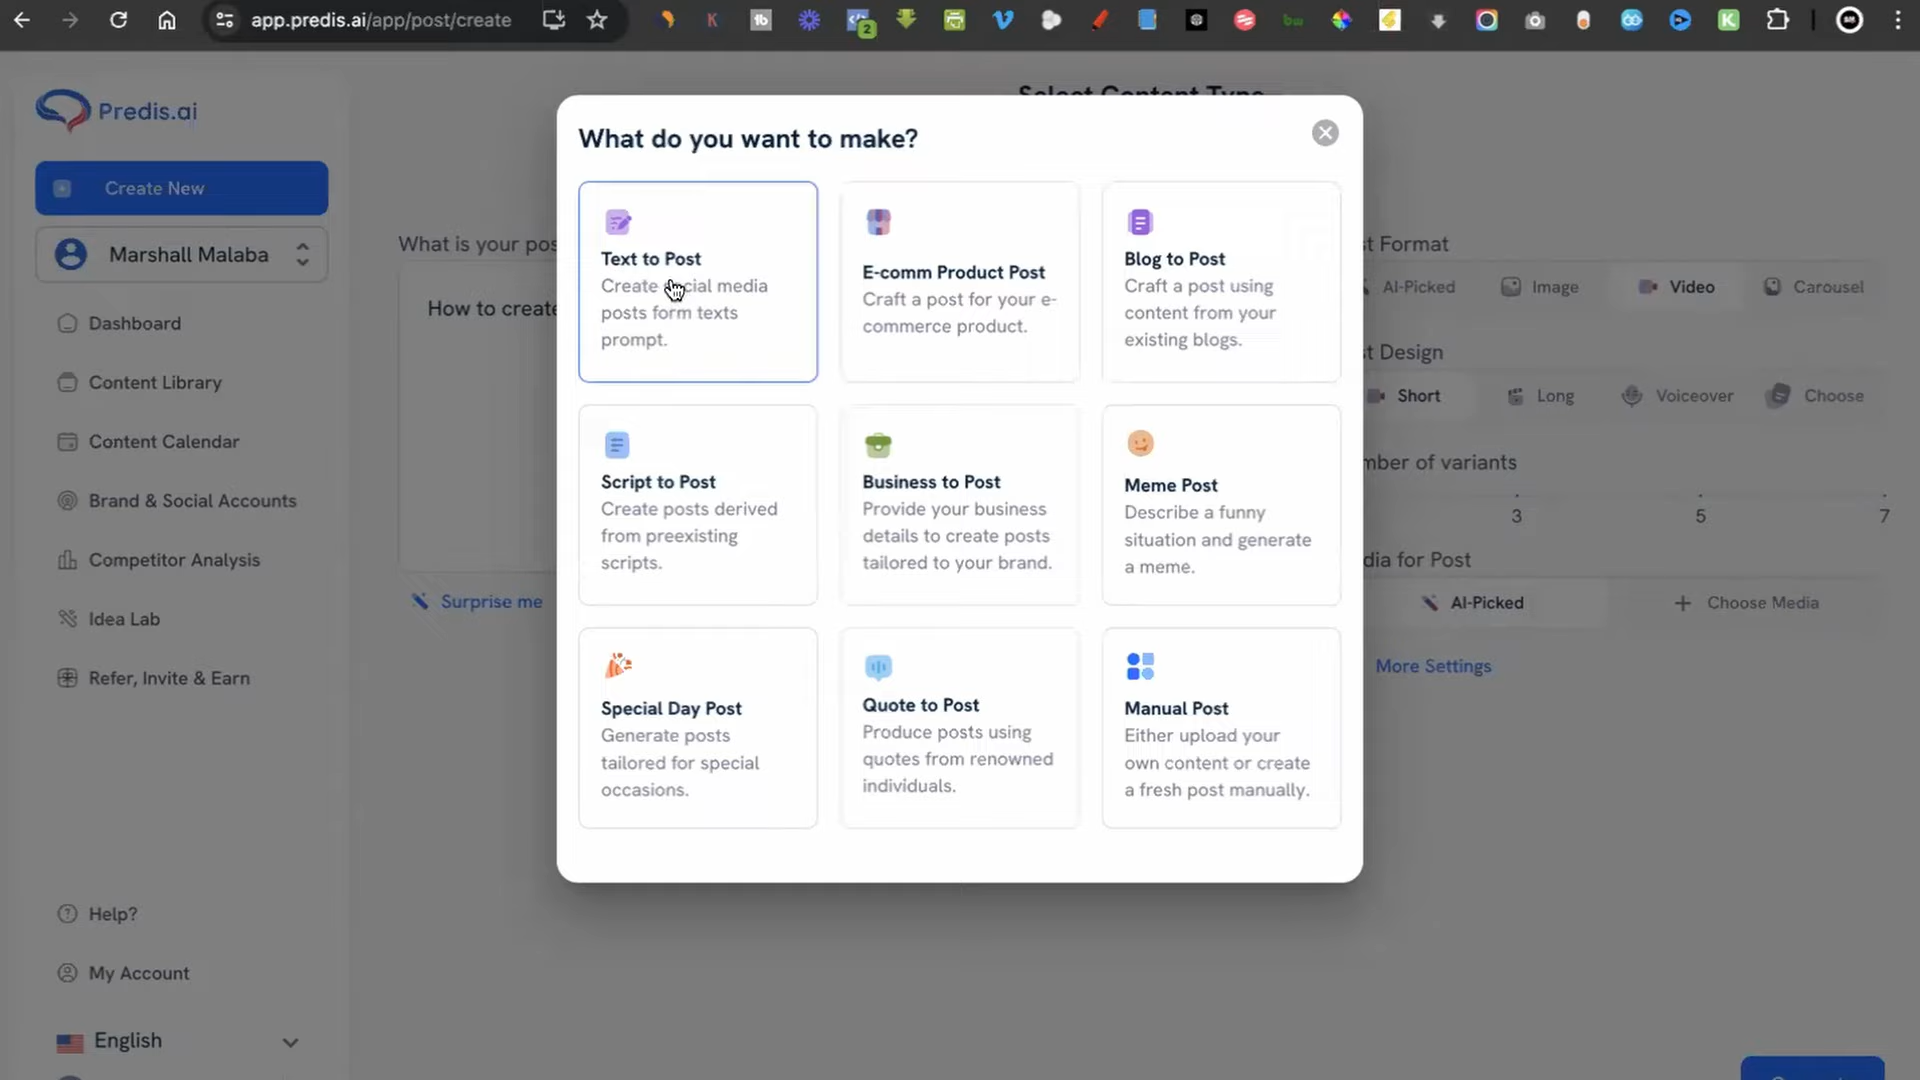 app.predis.ai/app/post/create
2
Predis.ai
Create New
Marshall Malaba
Dashboard
Content Library
Content Calendar
Brand & Social Accounts
Competitor Analysis
Idea Lab
Refer, Invite & Earn
Help?
My Account
English
Select Content Type
What is your pos
How to create
Surprise me
What do you want to make?
Text to Post
Create social media
posts form texts
prompt.
E-comm Product Post
Craft a post for your e-
commerce product.
Blog to Post
Craft a post using
content from your
existing blogs.
Script to Post
Create posts derived
from preexisting
scripts.
Business to Post
Provide your business
details to create posts
tailored to your brand.
Meme Post
Describe a funny
situation and generate
a meme.
Special Day Post
Generate posts
tailored for special
occasions.
Quote to Post
Produce posts using
quotes from renowned
individuals.
Manual Post
Either upload your
own content or create
a fresh post manually.
st Format
AI-Picked
Image
Video
Carousel
st Design
Short
Long
Voiceover
Choose
mber of variants
3
5
7
dia for Post
AI-Picked
+ Choose Media
More Settings